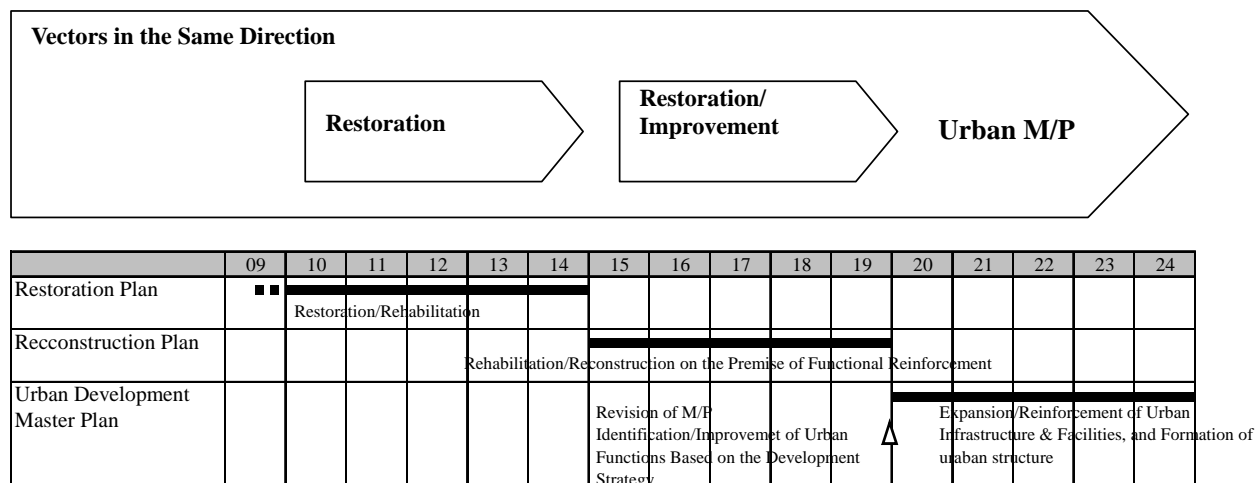 Vectors in the Same Direction
Restoration
Restoration/
Improvement
Urban M/P
09 10 11 12 13 14 15 16 17 18 19 20 21 22 23 24
Restoration Plan
Restoration/Rehabilitation
Recconstruction Plan
Rehabilitation/Reconstruction on the Premise of Functional Reinforcement
Urban Development
Master Plan
Revision of M/P
Identification/Improvemet of Urban
Functions Based on the Development
Strategy
Expansion/Reinforcement of Urban
Infrastructure & Facilities, and Formation of
uraban structure